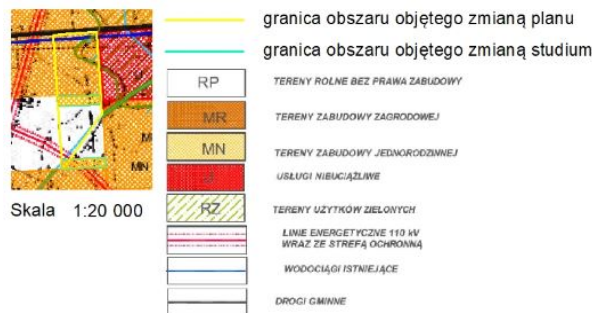 granica obszaru objętego zmianą planu
granica obszaru objętego zmianą studium
RP TERENY ROLNE BEZ PRAWA ZABUDOWY
MR TERENY ZABUDOWY ZAGRODOWEJ
MN TERENY ZABUDOWY JEDNORODZINNEJ
USŁUGI NIEUCIĄŻLIWE
RZ TERENY UŻYTKÓW ZIELONYCH
LINIE ENERGETYCZNE 110 kV
WRAZ ZE STREFĄ OCHRONNĄ
WODOCIĄGI ISTNIEJĄCE
DROGI GMINNE
MN
Skala 1:20 000